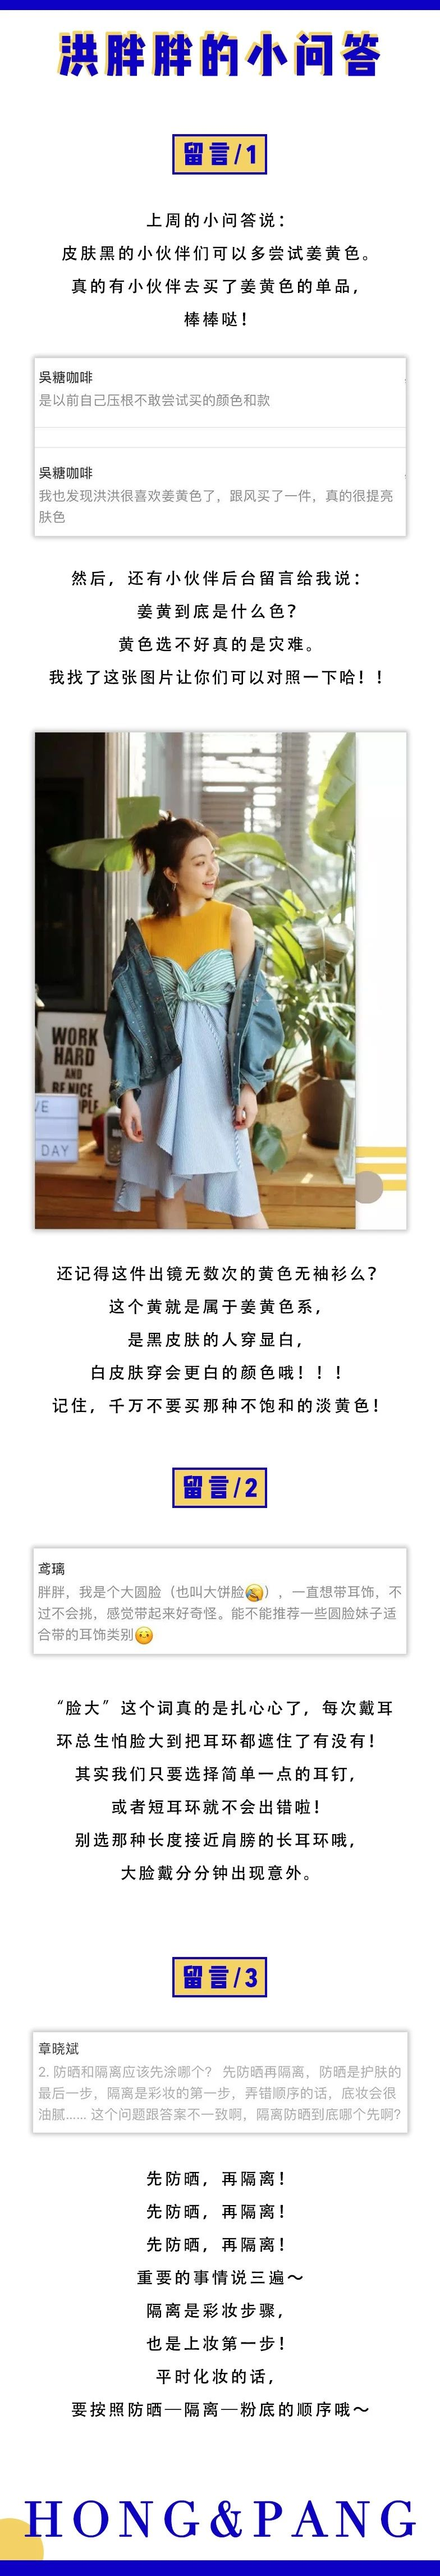 洪胖胖的小问答
留言/1
上周的小问答说：
皮肤黑的小伙伴们可以多尝试姜黄色。
真的有小伙伴去买了姜黄色的单品，
棒棒哒！
吳糖咖啡
是以前自己压根不敢尝试买的颜色和款
吳糖咖啡
我也发现洪洪很喜欢姜黄色了，跟风买了一件，真的很提亮
肤色
然后，还有小伙伴后台留言给我说：
姜黄到底是什么色？
黄色选不好真的是灾难。
我找了这张图片让你们可以对照一下哈！！
WORK
HARD
AND
BE NICE
PEOPLE
VE
DAY
还记得这件出镜无数次的黄色无袖衫么？
这个黄就是属于姜黄色系，
是黑皮肤的人穿显白，
白皮肤穿会更白的颜色哦！！！
记住，千万不要买那种不饱和的淡黄色！
留言/2
鸢璃
胖胖，我是个大圆脸（也叫大饼脸🤣），一直想带耳饰，不
过不会挑，感觉带起来好奇怪。能不能推荐一些圆脸妹子适
合带的耳饰类别😶
“脸大”这个词真的是扎心心了，每次戴耳
环总生怕脸大到把耳环都遮住了有没有！
其实我们只要选择简单一点的耳钉，
或者短耳环就不会出错啦！
别选那种长度接近肩膀的长耳环哦，
大脸戴分分钟出现意外。
留言/3
章晓斌
2. 防晒和隔离应该先涂哪个？ 先防晒再隔离，防晒是护肤的
最后一步，隔离是彩妆的第一步，弄错顺序的话，底妆会很
油腻...... 这个问题跟答案不一致啊，隔离防晒到底哪个先啊？
先防晒，再隔离！
先防晒，再隔离！
先防晒，再隔离！
重要的事情说三遍～
隔离是彩妆步骤，
也是上妆第一步！
平时化妆的话，
要按照防晒—隔离—粉底的顺序哦～
HONG&PANG